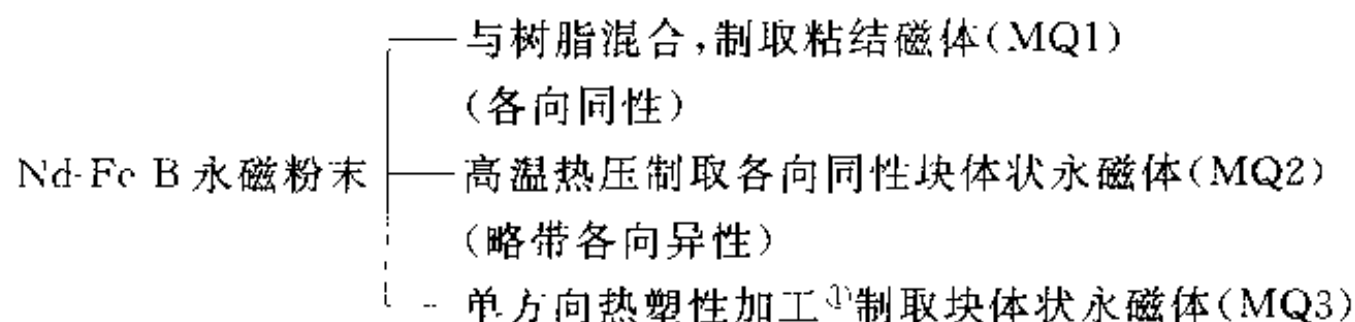 与树脂混合,制取粘结磁体(MQ1)
(各向同性)
Nd-Fe B 永磁粉末 高温热压制取各向同性块体状永磁体(MQ2)
(略带各向异性)
单方向热塑性加工①制取块体状永磁体(MQ3)